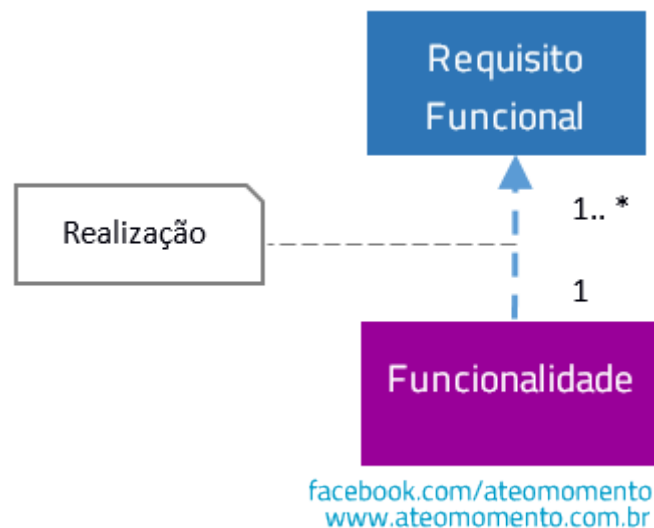 Requisito
Funcional
Realização
1.. *
1
Funcionalidade
facebook.com/ateomomento
www.ateomomento.com.br